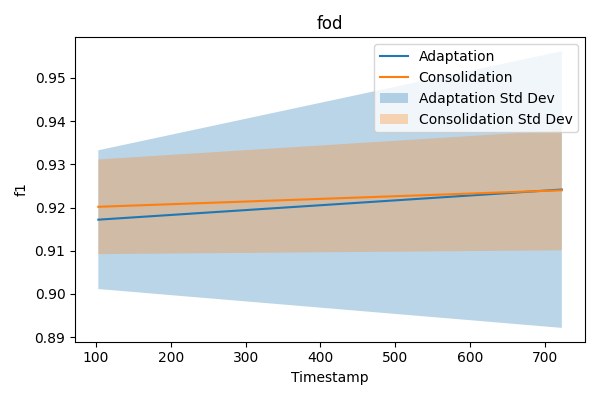 fod
Adaptation
Consolidation
Adaptation Std Dev
Consolidation Std Dev
f1
0.95
0.94
0.93
0.92
0.91
0.90
0.89
100 200 300 400 500 600 700
Timestamp